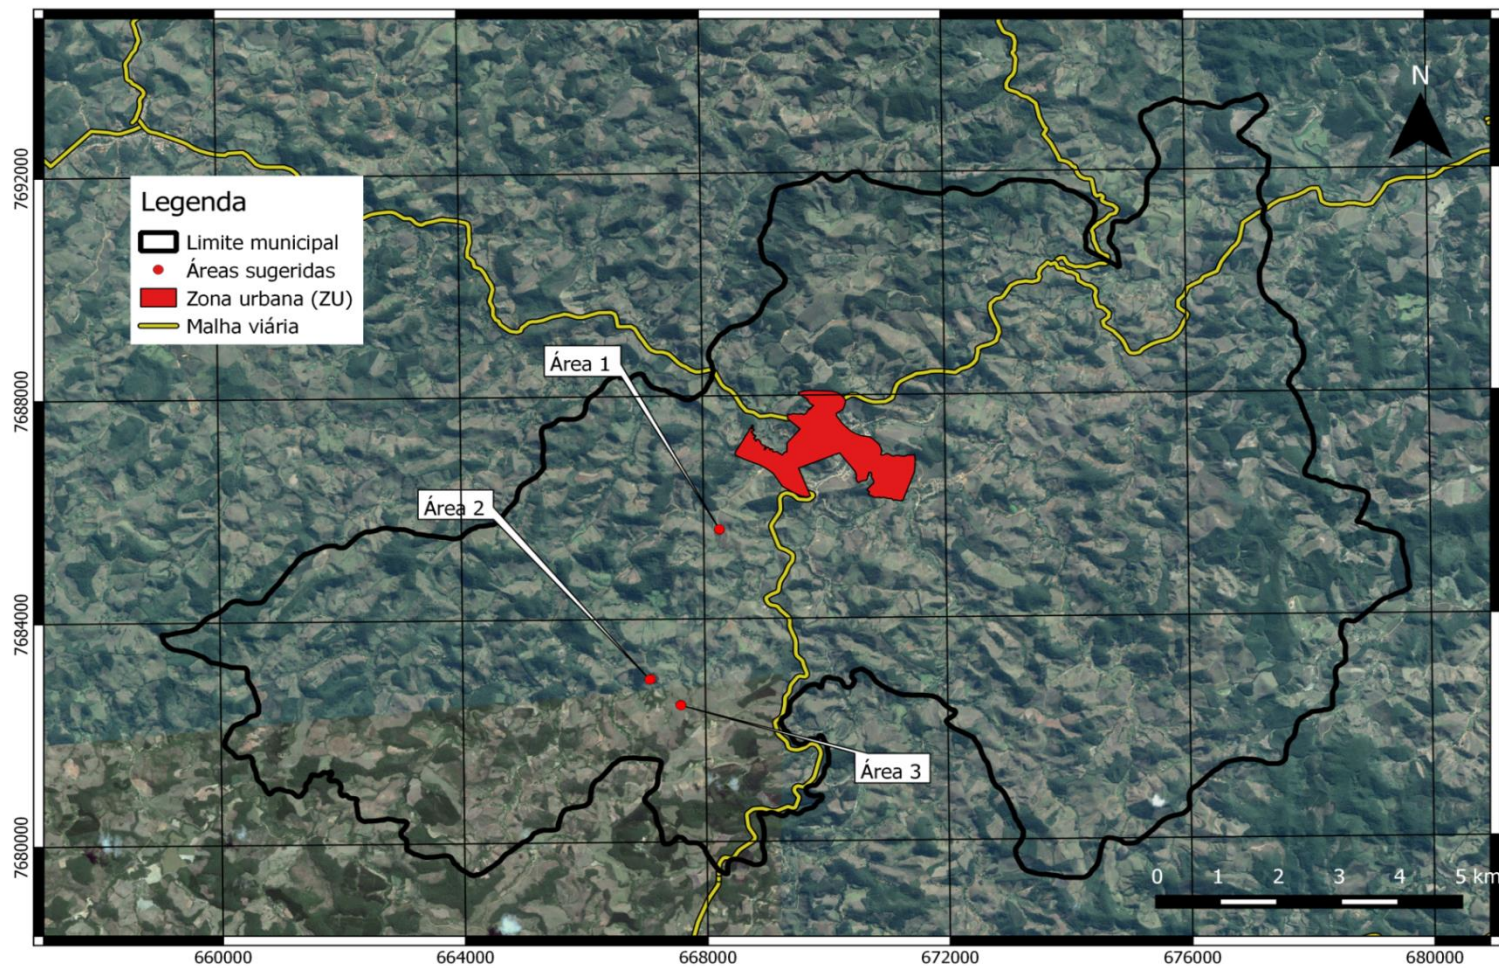 N
7692000
Legenda
Limite municipal
Áreas sugeridas
Zona urbana (ZU)
Malha viária
Área 1
7688000
Área 2
7684000
Área 3
7680000
0 1 2 3 4 5 km
660000 664000 668000 672000 676000 680000